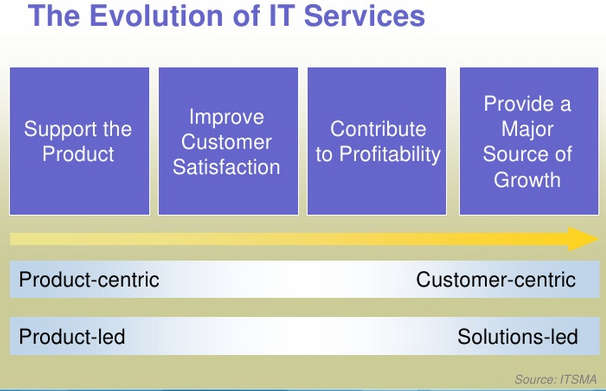 The Evolution of IT Services
Support the
Product
Improve
Customer
Satisfaction
Contribute
to Profitability
Provide a
Major
Source of
Growth
Product-centric
Customer-centric
Product-led
Solutions-led
Source: ITSMA